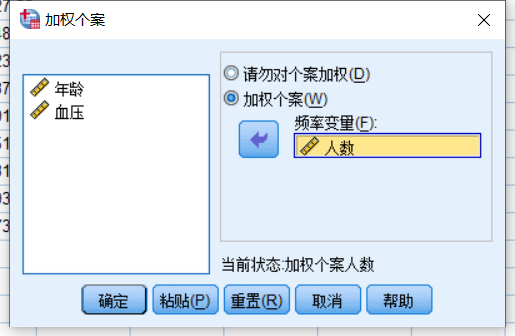 加权个案
年龄
血压
请勿对个案加权(D)
加权个案(W)
频率变量(F):
人数
当前状态:加权个案人数
确定
粘贴(P)
重置(R)
取消
帮助